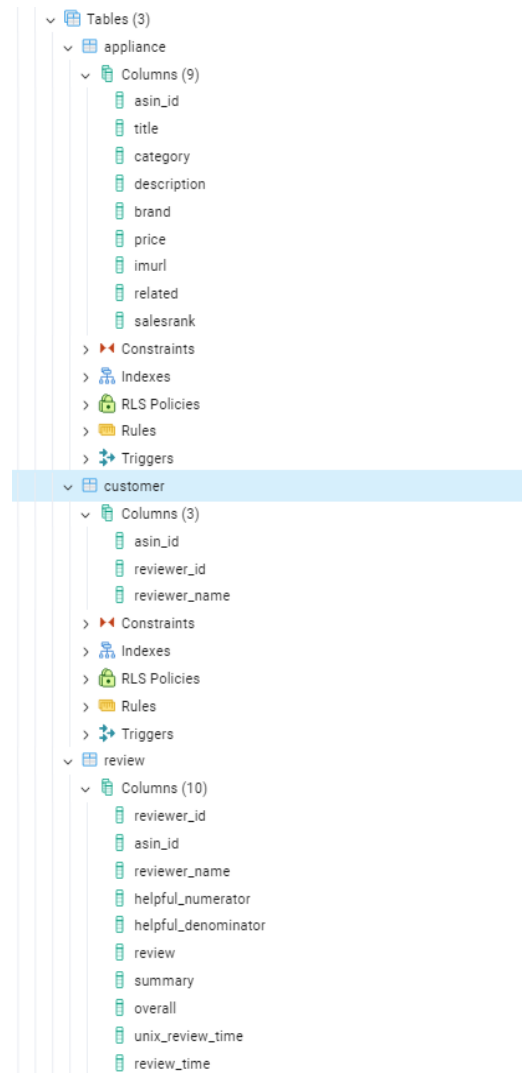 Tables (3)
appliance
Columns (9)
asin_id
title
category
description
brand
price
imurl
related
salesrank
Constraints
Indexes
RLS Policies
Rules
Triggers
customer
Columns (3)
asin_id
reviewer_id
reviewer_name
Constraints
Indexes
RLS Policies
Rules
Triggers
review
Columns (10)
reviewer_id
asin_id
reviewer_name
helpful_numerator
helpful_denominator
review
summary
overall
unix_review_time
review_time